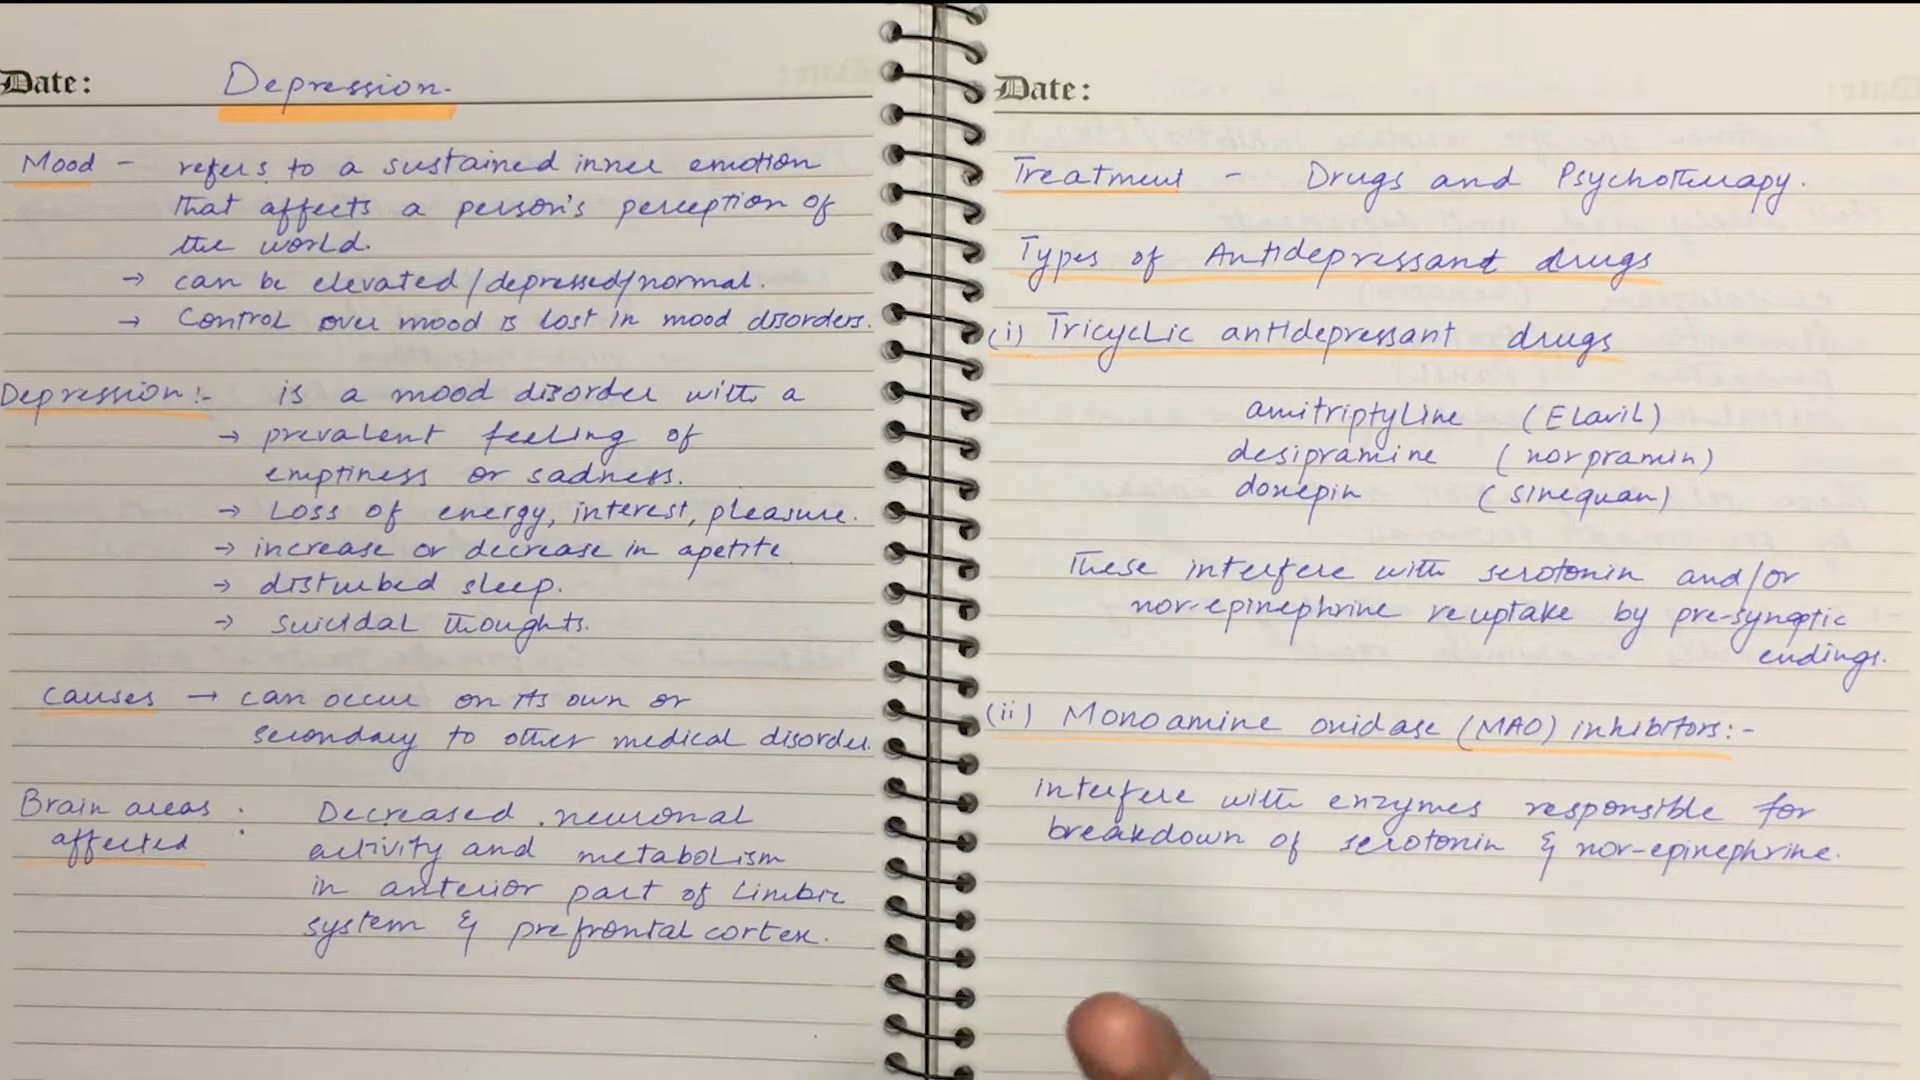 Date:
Depression.
Mood - refers to a sustained inner emotion
that affects a person's perception of
the world.
→ can be elevated/depressed/normal.
→ Control over mood is lost in mood disorders.
Depression:- is a mood disorder with a
→ prevalent feeling of
emptiness or sadness.
→ Loss of energy, interest, pleasure.
→ increase or decrease in apetite.
→ disturbed sleep.
→ suicidal thoughts.
causes → can occur on its own or
secondary to other medical disorder.
Brain areas : Decreased neuronal
affected activity and metabolism
in anterior part of Limbic
system & prefrontal cortex.
Date:
Treatment - Drugs and Psychotherapy.
Types of Antidepressant drugs
(i) Tricyclic antidepressant drugs
amitriptyline (Elavil)
desipramine (norpramin)
doxepin (sinequan)
These interfere with serotonin and/or
nor-epinephrine reuptake by pre-synaptic
endings.
(ii) Monoamine oxidase (MAO) inhibitors:-
interfere with enzymes responsible for
breakdown of serotonin & nor-epinephrine.